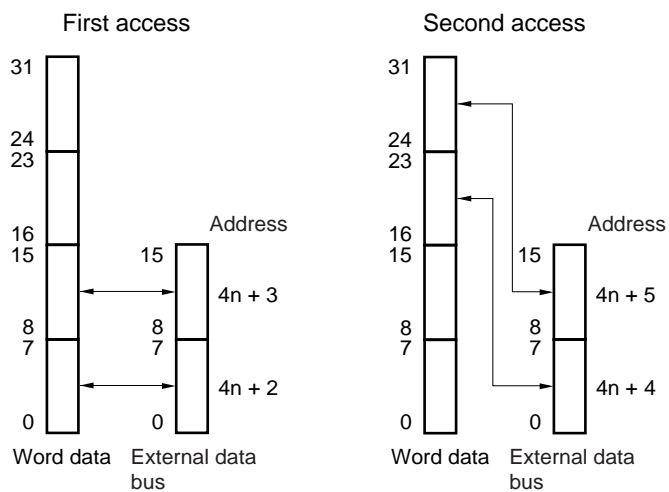 First access
Second access
31
24
23
16
15
8
7
0
Address
15
8
7
0
4n + 3
4n + 2
Word data
External data
bus
31
24
23
16
15
8
7
0
Address
15
8
7
0
4n + 5
4n + 4
Word data
External data
bus